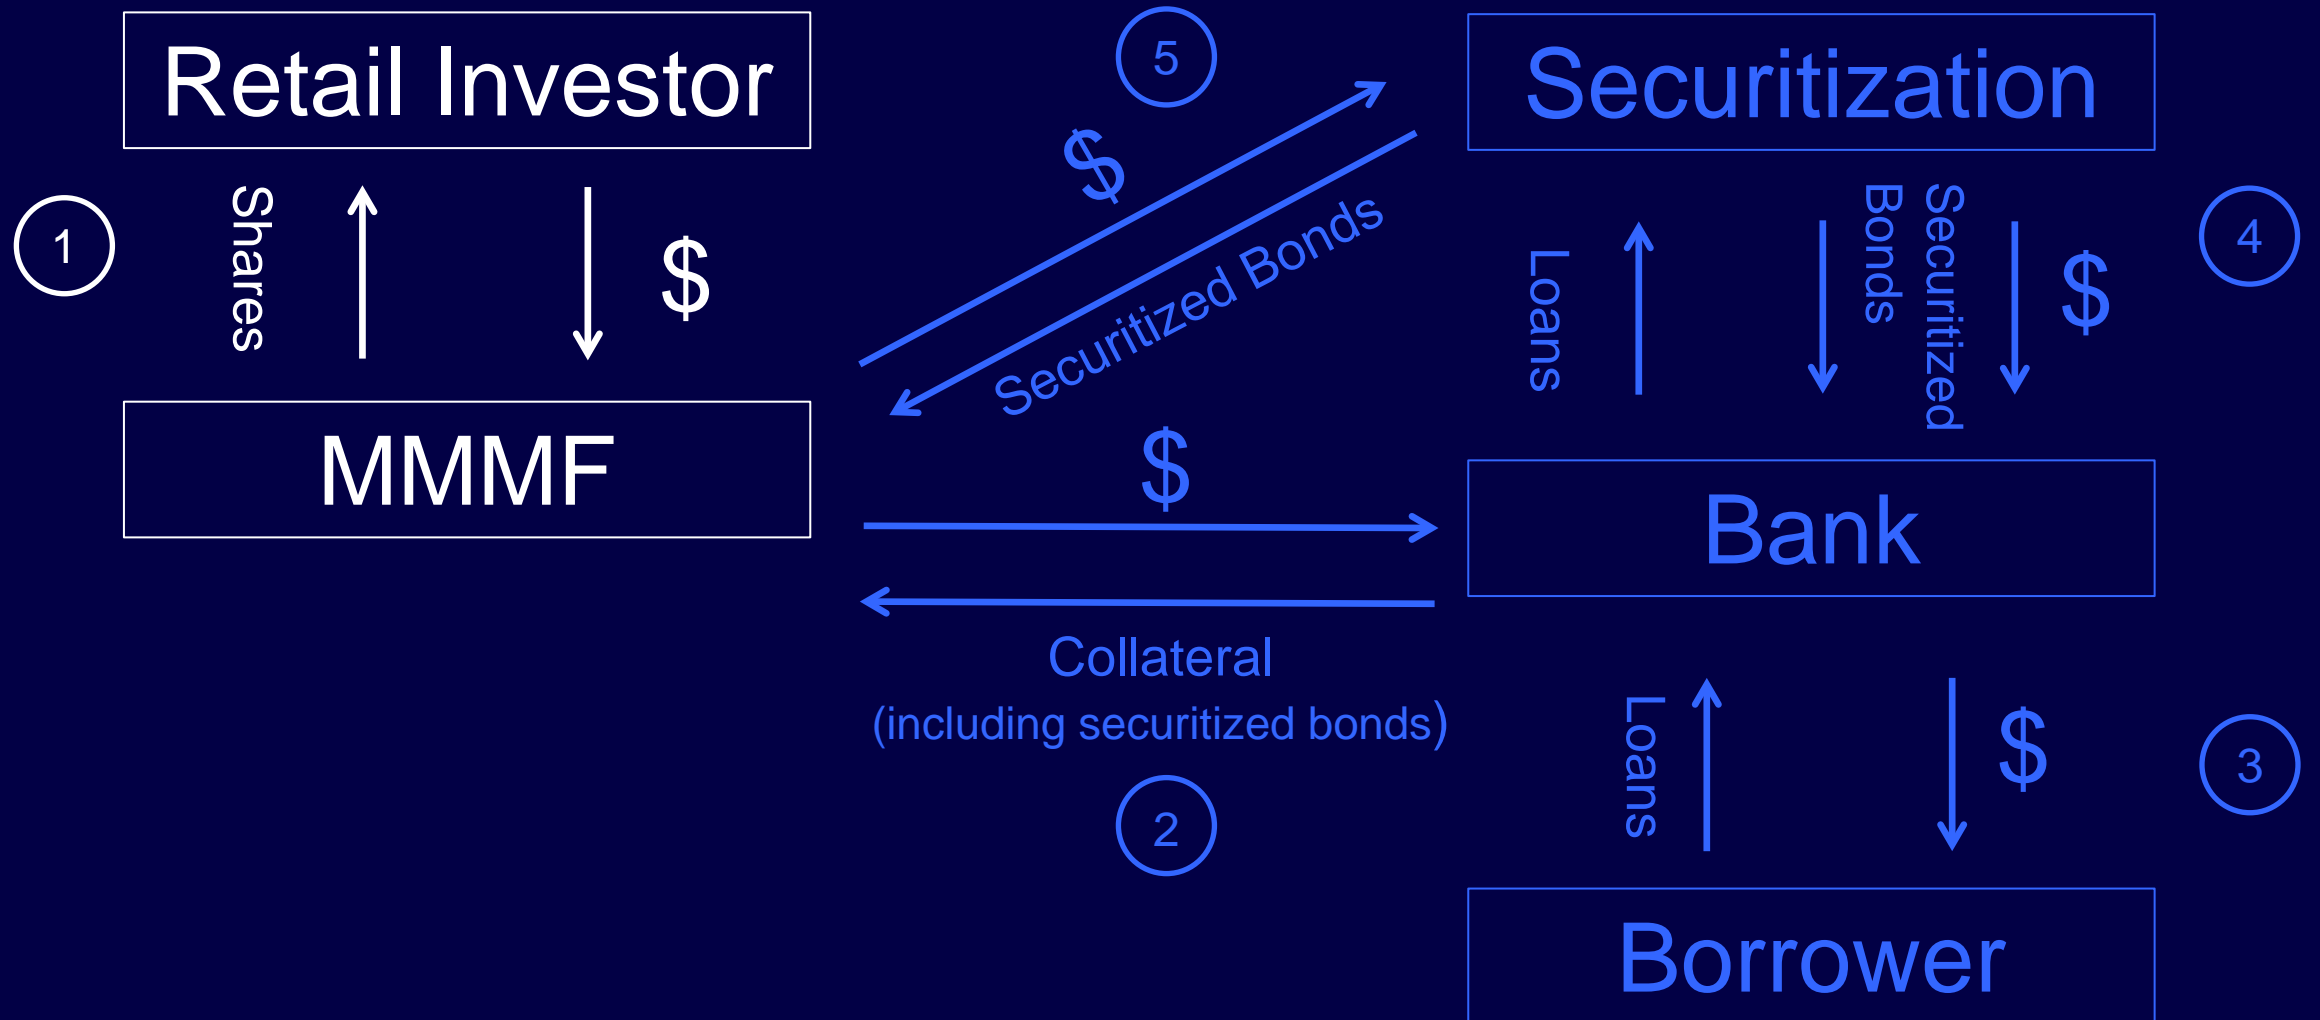 Retail Investor
5
Securitization
1
Shares
$
$
Securitized Bonds
Loans
Securitized
Bonds
$
4
MMMF
$
Bank
Collateral
(including securitized bonds)
2
Loans
$
3
Borrower